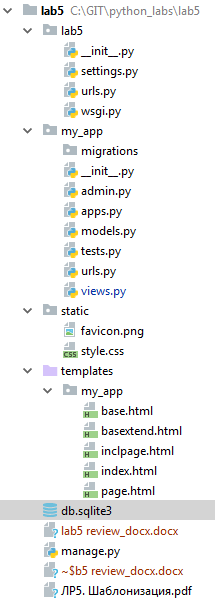 lab5 C:\GIT\python_labs\lab5
lab5
__init__.py
settings.py
urls.py
wsgi.py
my_app
migrations
__init__.py
admin.py
apps.py
models.py
tests.py
urls.py
views.py
static
favicon.png
style.css
templates
my_app
base.html
basextend.html
inclpage.html
index.html
page.html
db.sqlite3
lab5 review_docx.docx
manage.py
~$b5 review_docx.docx
ЛР5. Шаблонизация.pdf